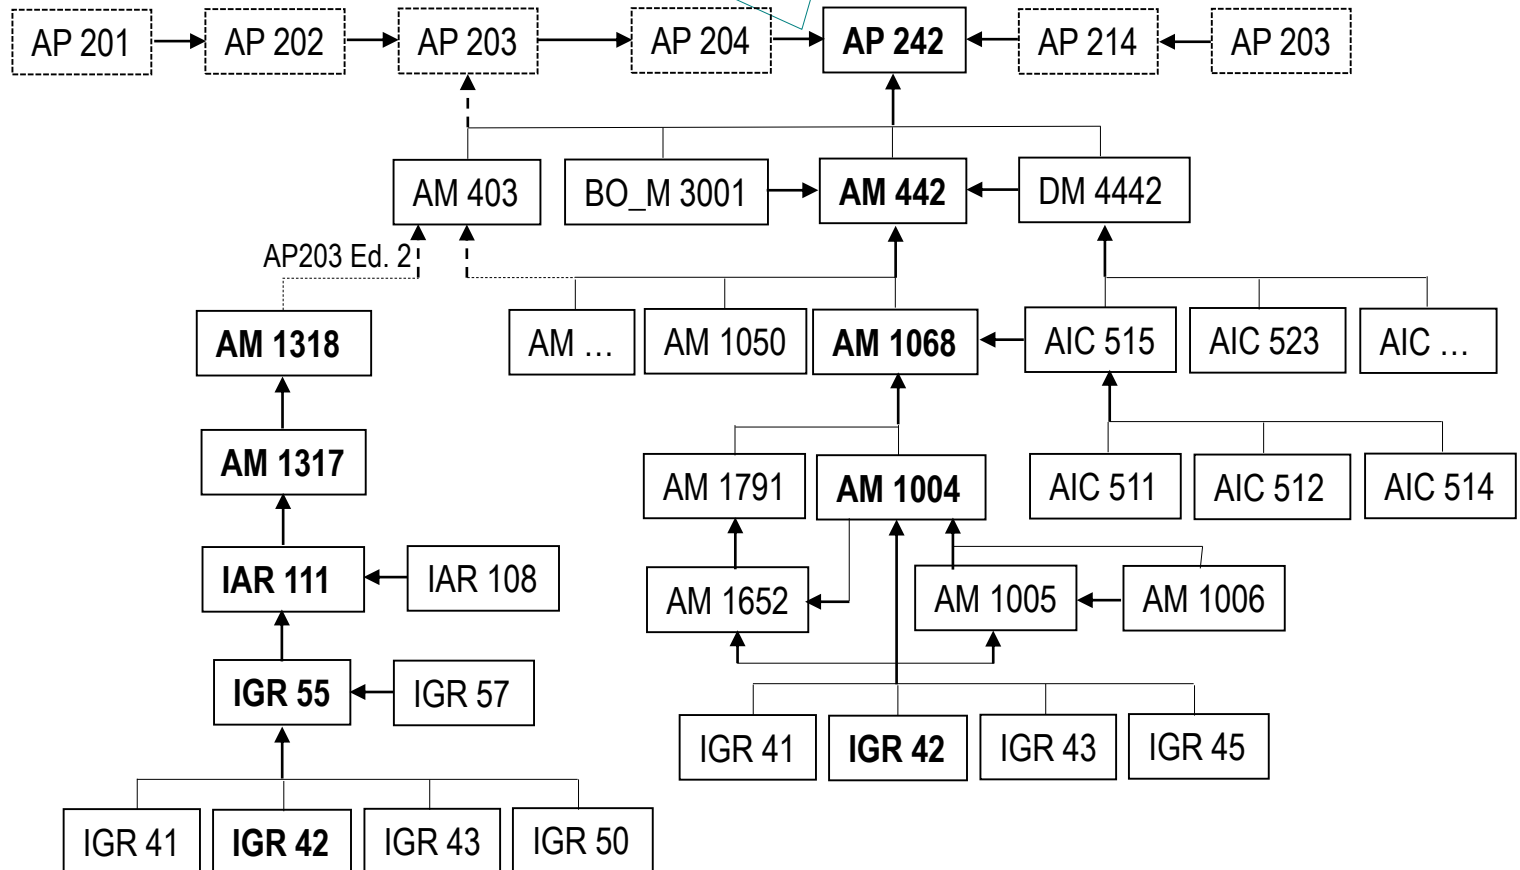 AP 201 AP 202 AP 203 AP 204 AP 242 AP 214 AP 203
AM 403 BO_M 3001 AM 442 DM 4442
AP203 Ed. 2
AM 1318 AM … AM 1050 AM 1068 AIC 515 AIC 523 AIC …
AM 1317 AM 1791 AM 1004 AIC 511 AIC 512 AIC 514
IAR 111 IAR 108 AM 1652 AM 1005 AM 1006
IGR 55 IGR 57
IGR 41 IGR 42 IGR 43 IGR 45
IGR 41 IGR 42 IGR 43 IGR 50